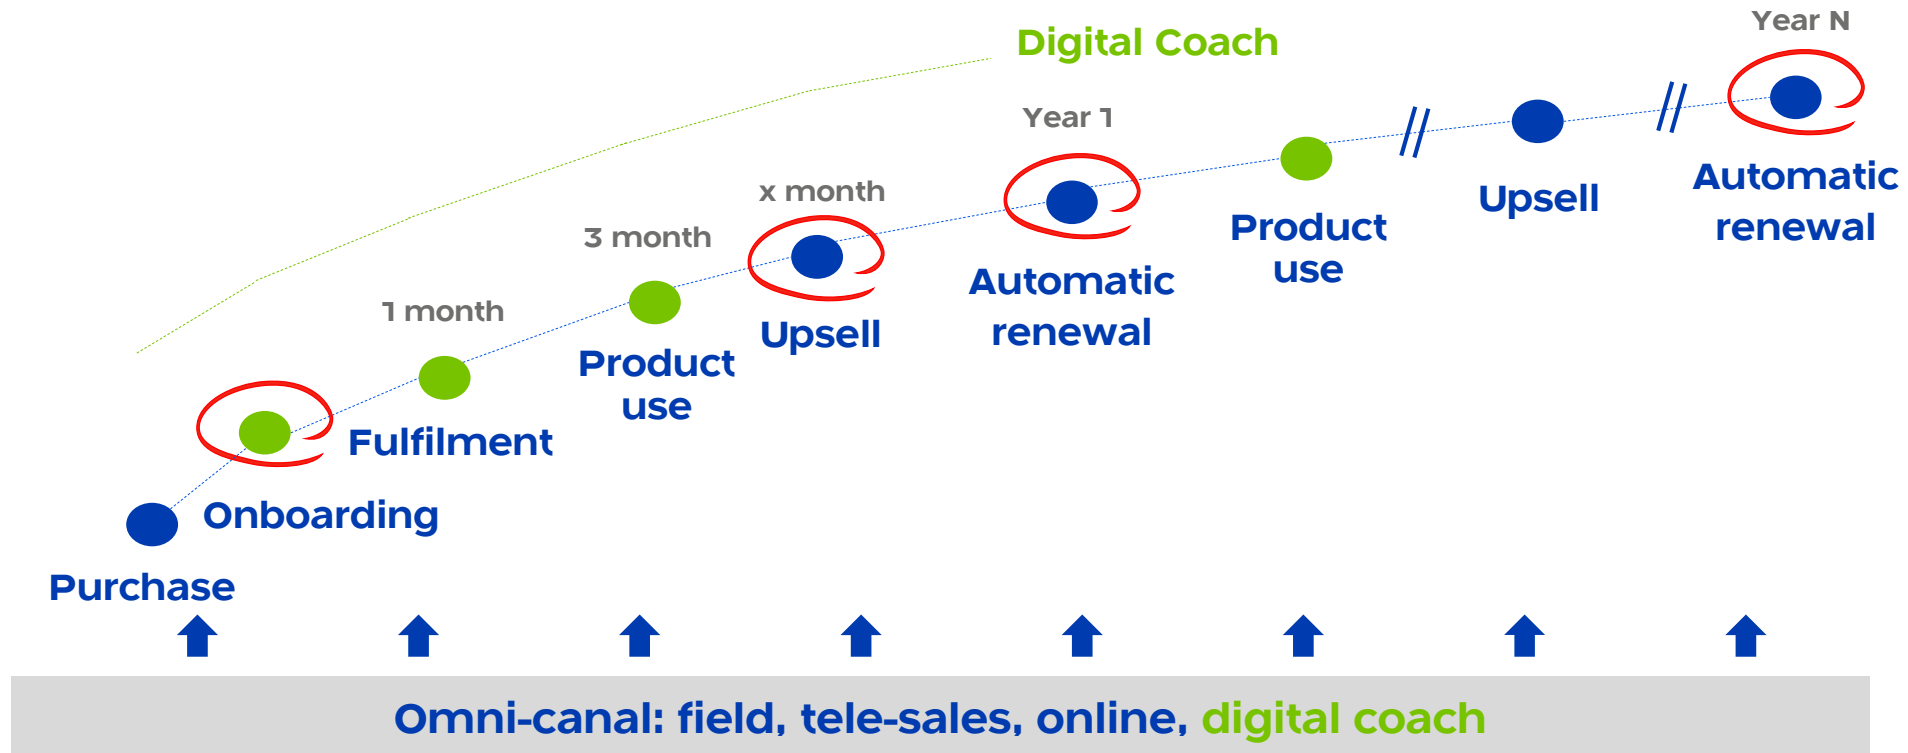 Year N
Digital Coach
Year 1
x month
3 month
1 month
Purchase
Onboarding
Fulfilment
Product
use
Upsell
Automatic
renewal
Product
use
Upsell
Automatic
renewal
Omni-canal: field, tele-sales, online, digital coach